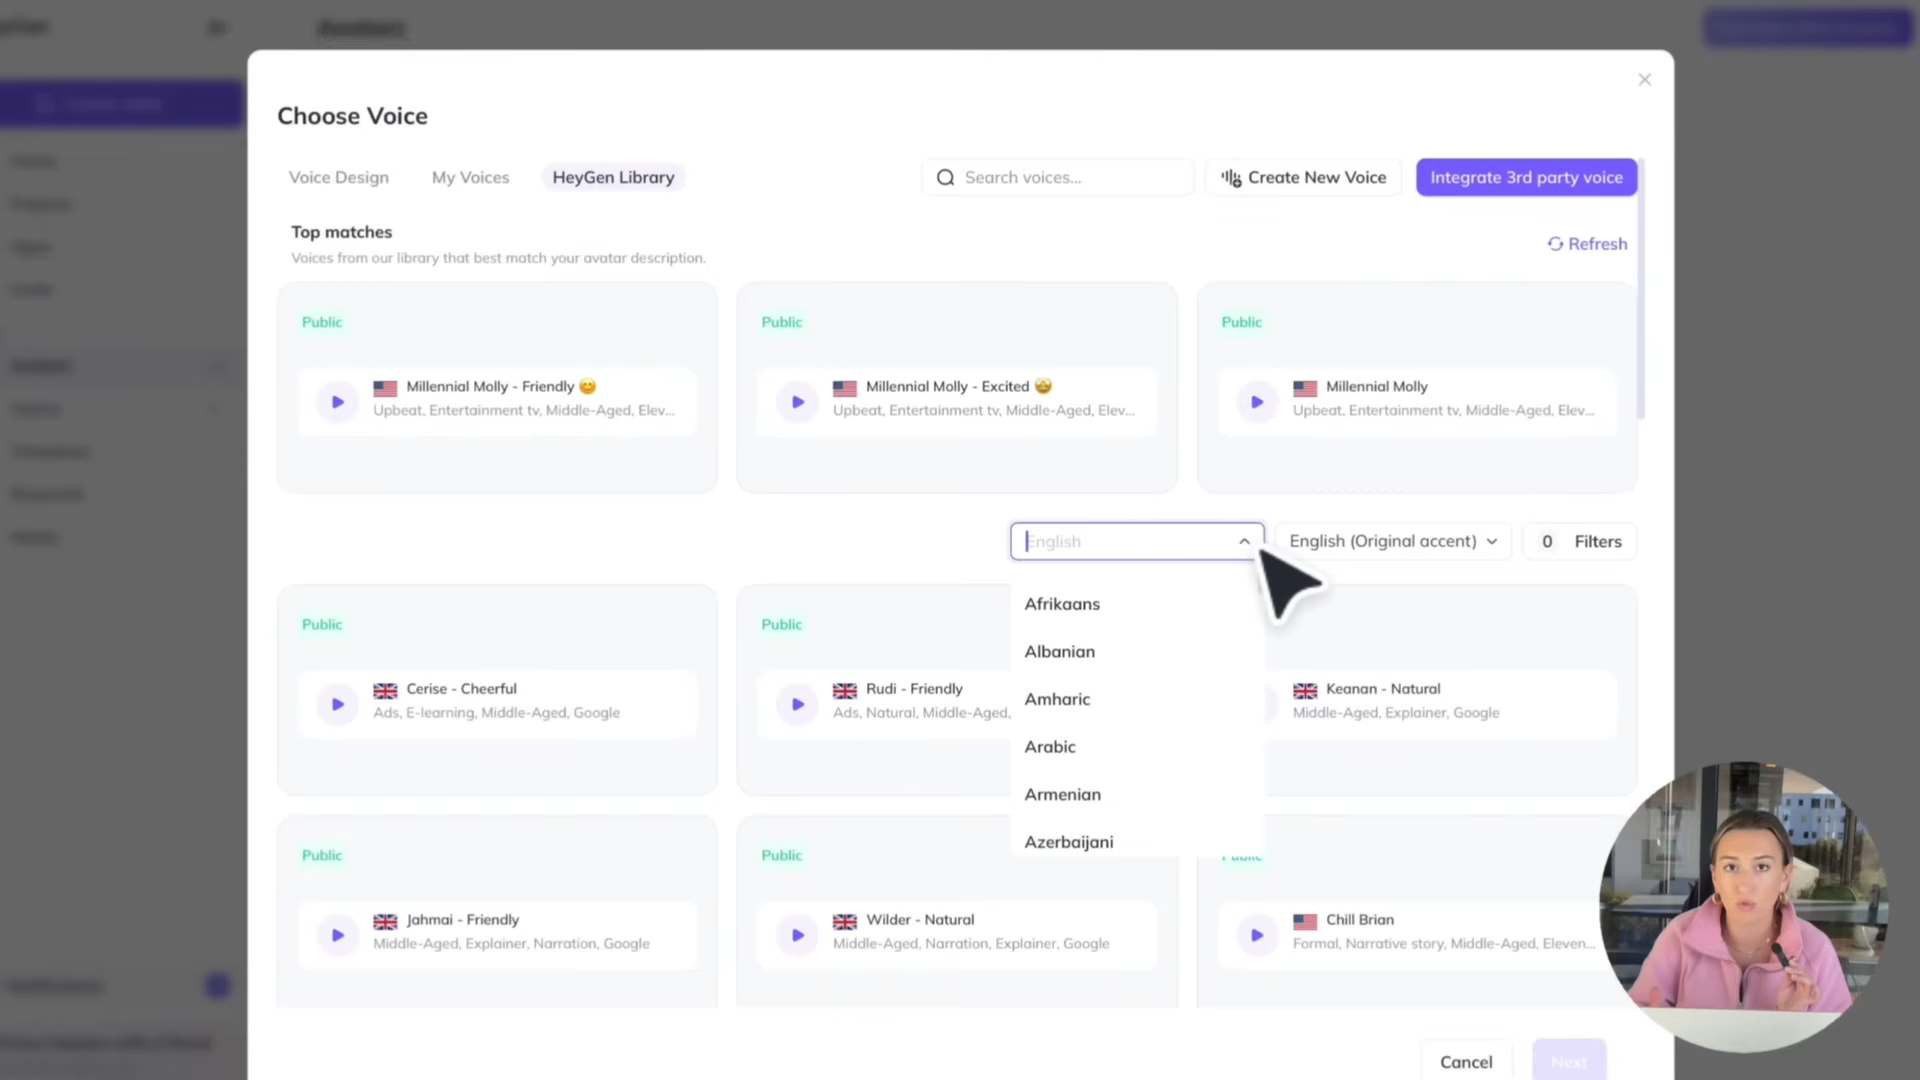 Choose Voice
Voice Design
My Voices
HeyGen Library
Search voices...
Create New Voice
Integrate 3rd party voice
Top matches
Voices from our library that best match your avatar description.
Refresh
Public
Public
Public
Millennial Molly - Friendly 😊
Upbeat, Entertainment tv, Middle-Aged, Elev...
Millennial Molly - Excited 🤩
Upbeat, Entertainment tv, Middle-Aged, Elev...
Millennial Molly
Upbeat, Entertainment tv, Middle-Aged, Elev...
English
English (Original accent)
0 Filters
Afrikaans
Albanian
Amharic
Arabic
Armenian
Azerbaijani
Public
Public
Cerise - Cheerful
Ads, E-learning, Middle-Aged, Google
Rudi - Friendly
Ads, Natural, Middle-Aged,
Keanan - Natural
Middle-Aged, Explainer, Google
Public
Public
Public
Jahmai - Friendly
Middle-Aged, Explainer, Narration, Google
Wilder - Natural
Middle-Aged, Narration, Explainer, Google
Chill Brian
Formal, Narrative story, Middle-Aged, Eleven...
Cancel
Next